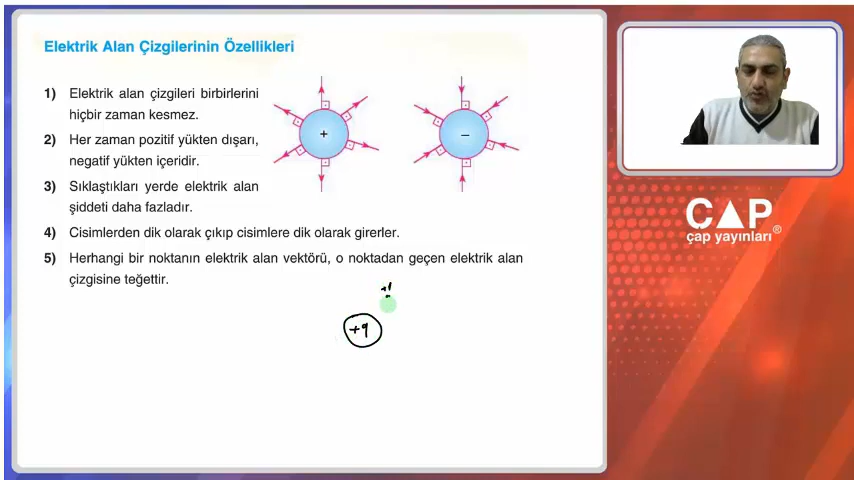 Elektrik Alan Çizgilerinin Özellikleri
1) Elektrik alan çizgileri birbirlerini
hiçbir zaman kesmez.
2) Her zaman pozitif yükten dışarı,
negatif yükten içeridir.
3) Sıklaştıkları yerde elektrik alan
şiddeti daha fazladır.
4) Cisimlerden dik olarak çıkıp cisimlere dik olarak girerler.
5) Herhangi bir noktanın elektrik alan vektörü, o noktadan geçen elektrik alan
çizgisine teğettir.
+
−
+1
+q
ÇAP
çap yayınları®